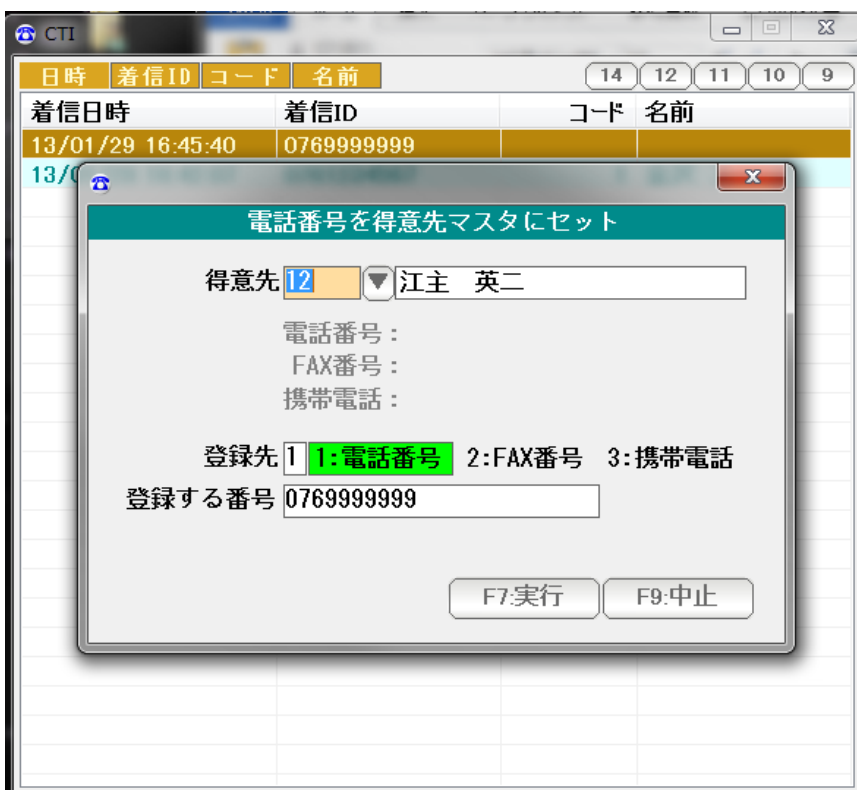 CTI
日時 着信ID コード 名前 14 12 11 10 9
着信日時 着信ID コード 名前
13/01/29 16:45:40 0769999999
電話番号を得意先マスタにセット
得意先 12 江主 英二
電話番号：
FAX番号：
携帯電話：
登録先 1 1:電話番号 2:FAX番号 3:携帯電話
登録する番号 0769999999
F7:実行 F9:中止